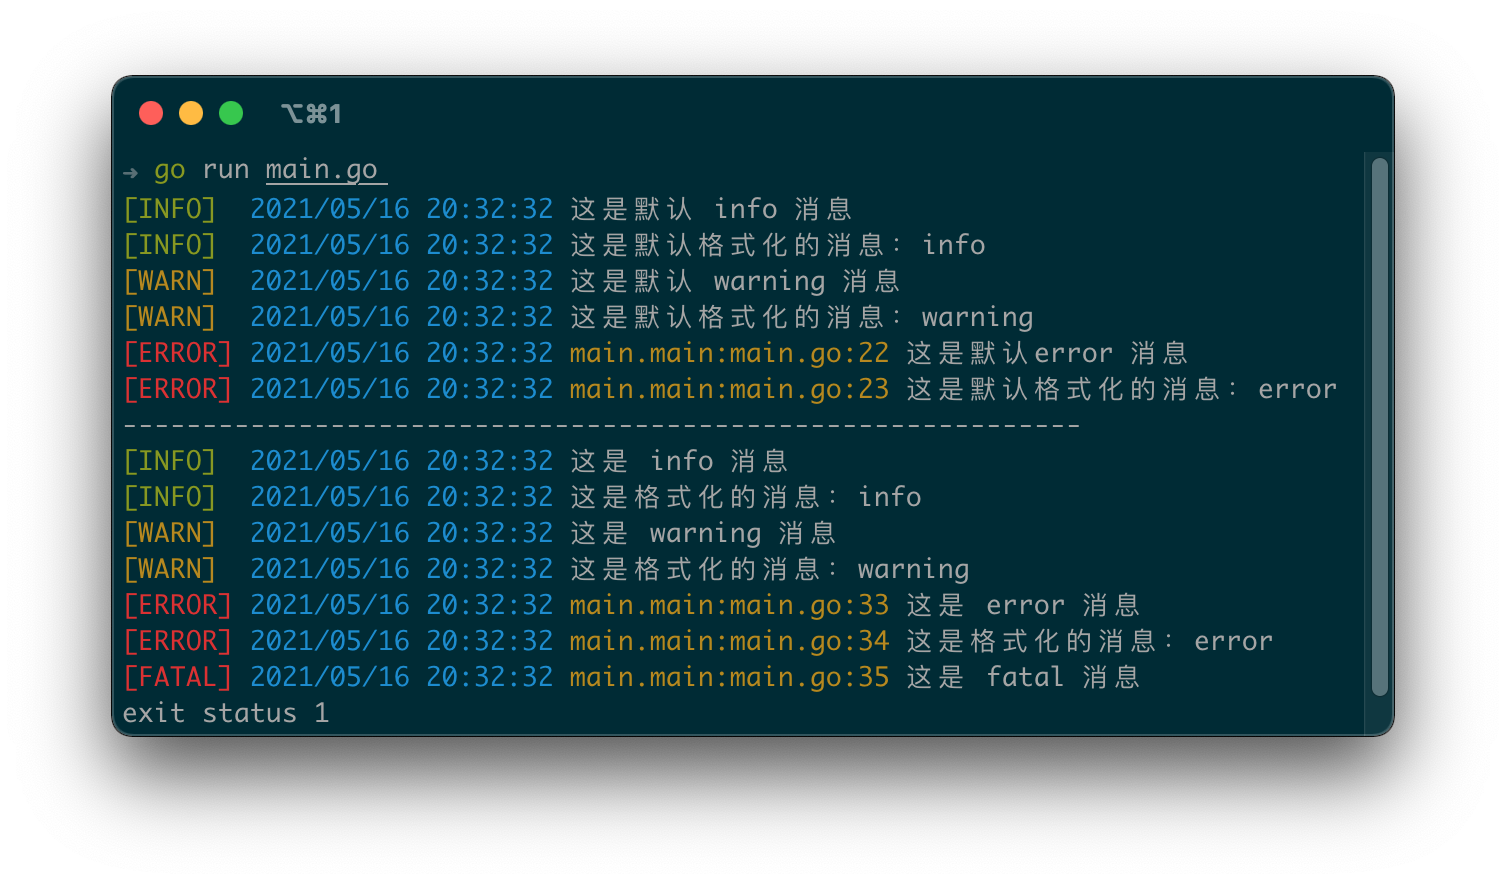 ⌥⌘1
➜ go run main.go
[INFO]  2021/05/16 20:32:32 这是默认 info 消息
[INFO]  2021/05/16 20:32:32 这是默认格式化的消息：info
[WARN]  2021/05/16 20:32:32 这是默认 warning 消息
[WARN]  2021/05/16 20:32:32 这是默认格式化的消息：warning
[ERROR] 2021/05/16 20:32:32 main.main:main.go:22 这是默认error 消息
[ERROR] 2021/05/16 20:32:32 main.main:main.go:23 这是默认格式化的消息：error
------------------------------------------------------------
[INFO]  2021/05/16 20:32:32 这是 info 消息
[INFO]  2021/05/16 20:32:32 这是格式化的消息：info
[WARN]  2021/05/16 20:32:32 这是 warning 消息
[WARN]  2021/05/16 20:32:32 这是格式化的消息：warning
[ERROR] 2021/05/16 20:32:32 main.main:main.go:33 这是 error 消息
[ERROR] 2021/05/16 20:32:32 main.main:main.go:34 这是格式化的消息：error
[FATAL] 2021/05/16 20:32:32 main.main:main.go:35 这是 fatal 消息
exit status 1